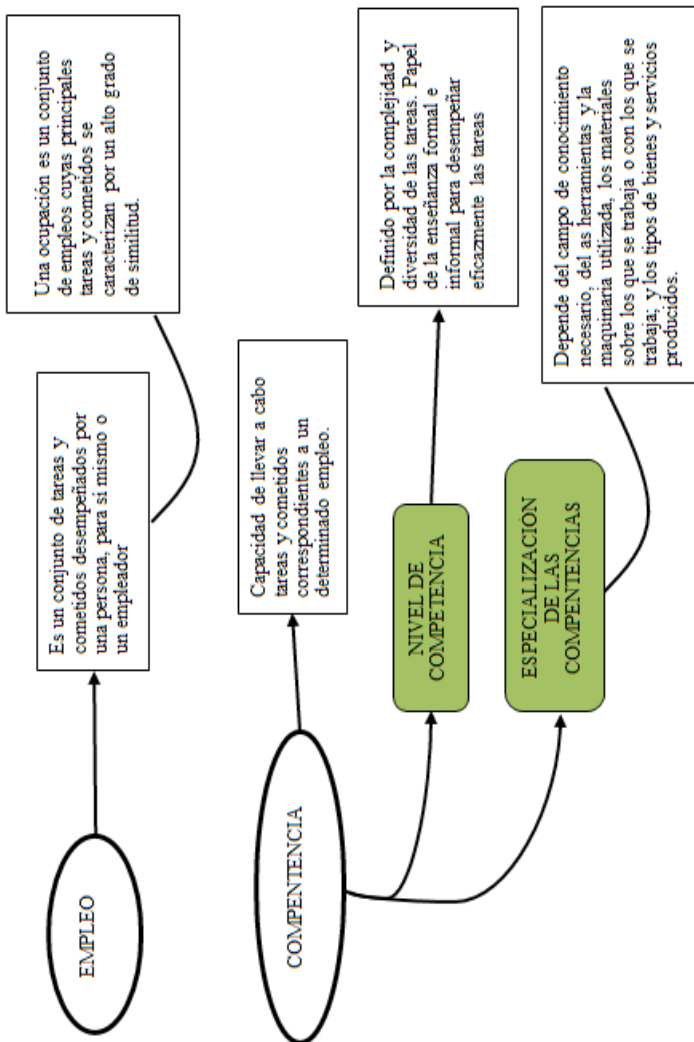 EMPLEO
Es un conjunto de tareas y
cometidos desempeñados por
una persona, para sí mismo o
un empleador
Una ocupación es un conjunto
de empleos cuyas principales
tareas y cometidos se
caracterizan por un alto grado
de similitud.
COMPENTENCIA
Capacidad de llevar a cabo
tareas y cometidos
correspondientes a un
determinado empleo.
NIVEL DE
COMPETENCIA
Definido por la complejidad y
diversidad de las tareas. Papel
de la enseñanza formal e
informal para desempeñar
eficazmente las tareas
ESPECIALIZACIÓN
DE LAS
COMPENTENCIAS
Depende del campo de conocimiento
necesario, del as herramientas y la
maquinaria utilizada, los materiales
sobre los que se trabaja o con los que se
trabaja; y los tipos de bienes y servicios
producidos.